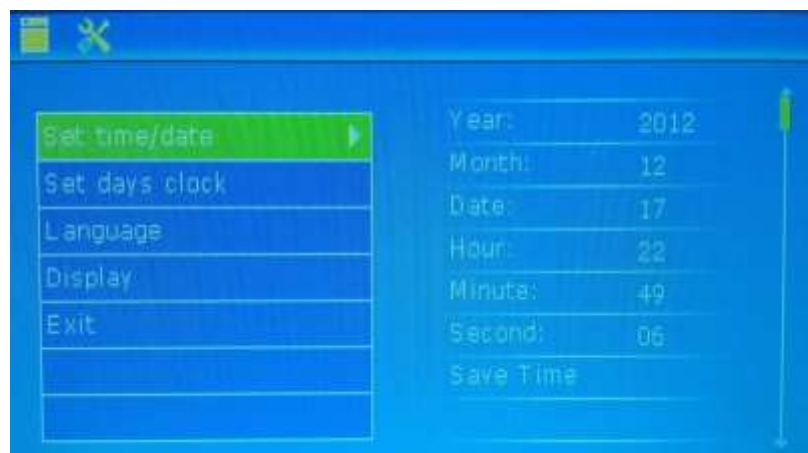 Set time/date
Set days clock
Language
Display
Exit
Year: 2012
Month: 12
Date: 17
Hour: 22
Minute: 49
Second: 06
Save Time